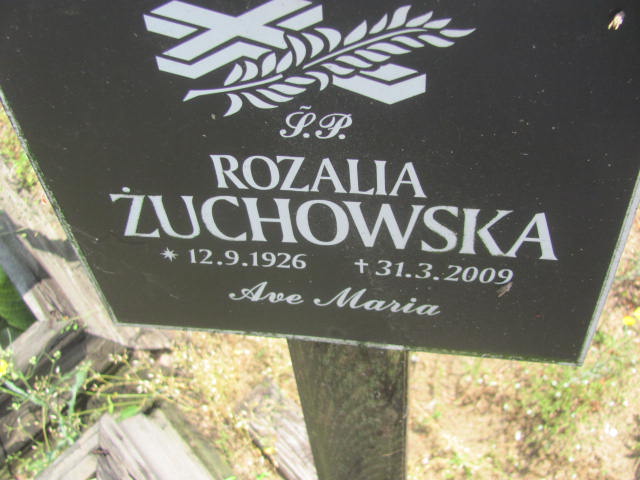 Ś.P.
ROZALIA
ŻUCHOWSKA
* 12.9.1926 † 31.3.2009
Ave Maria